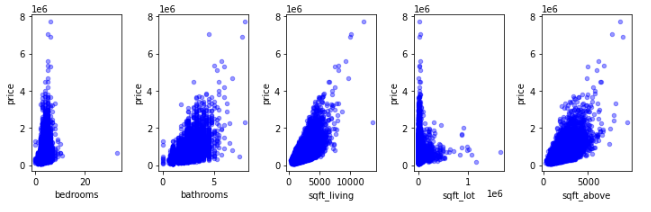 1e6
1e6
1e6
1e6
1e6
price
8
6
4
2
0
0
20
bedrooms
price
8
6
4
2
0
0
5
bathrooms
price
8
6
4
2
0
0
5000
10000
sqft_living
price
8
6
4
2
0
0
1
1e6
sqft_lot
price
8
6
4
2
0
5000
sqft_above